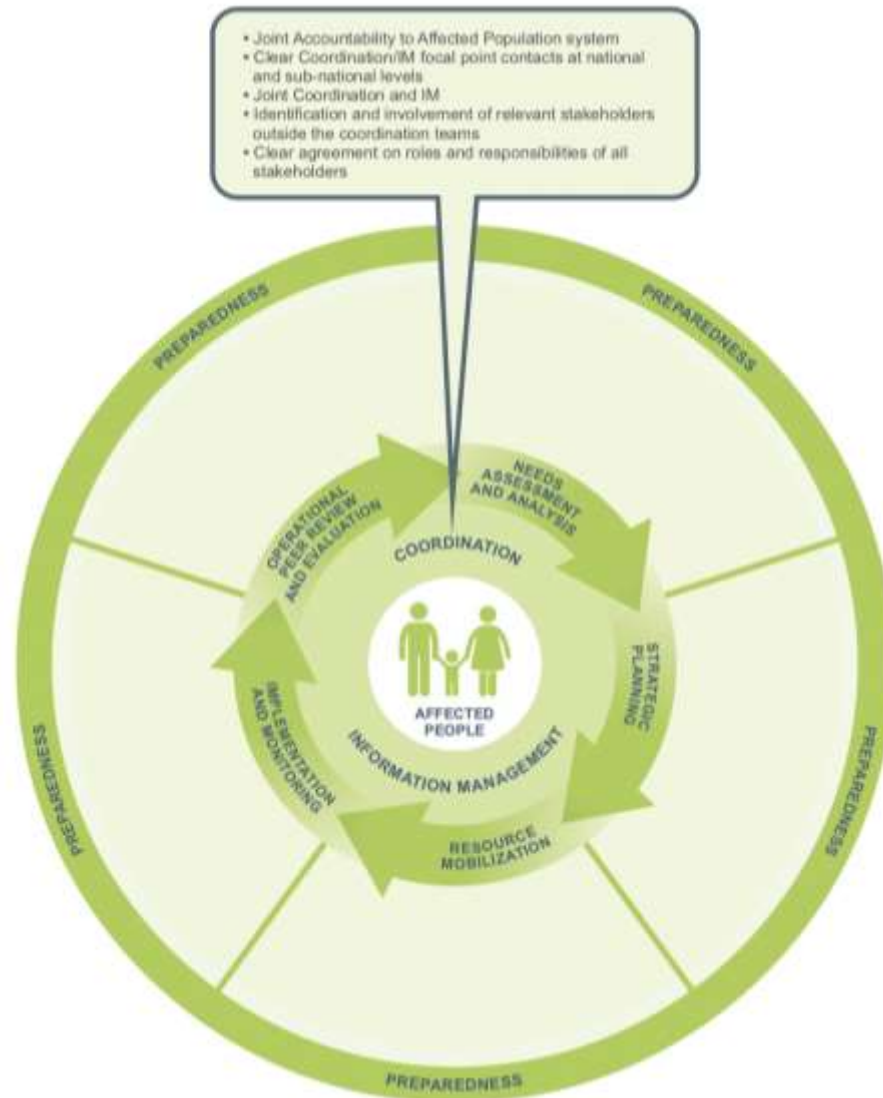 • Joint Accountability to Affected Population system
• Clear Coordination/IM focal point contacts at national
and sub-national levels
• Joint Coordination and IM
• Identification and involvement of relevant stakeholders
outside the coordination teams
• Clear agreement on roles and responsibilities of all
stakeholders
PREPAREDNESS
PREPAREDNESS
NEEDS
ASSESSMENT
AND ANALYSIS
OPERATIONAL
PEER REVIEW
AND EVALUATION
COORDINATION
STRATEGIC
PLANNING
AFFECTED
PEOPLE
IMPLEMENTATION
AND MONITORING
INFORMATION MANAGEMENT
RESOURCE
MOBILIZATION
PREPAREDNESS
PREPAREDNESS
PREPAREDNESS